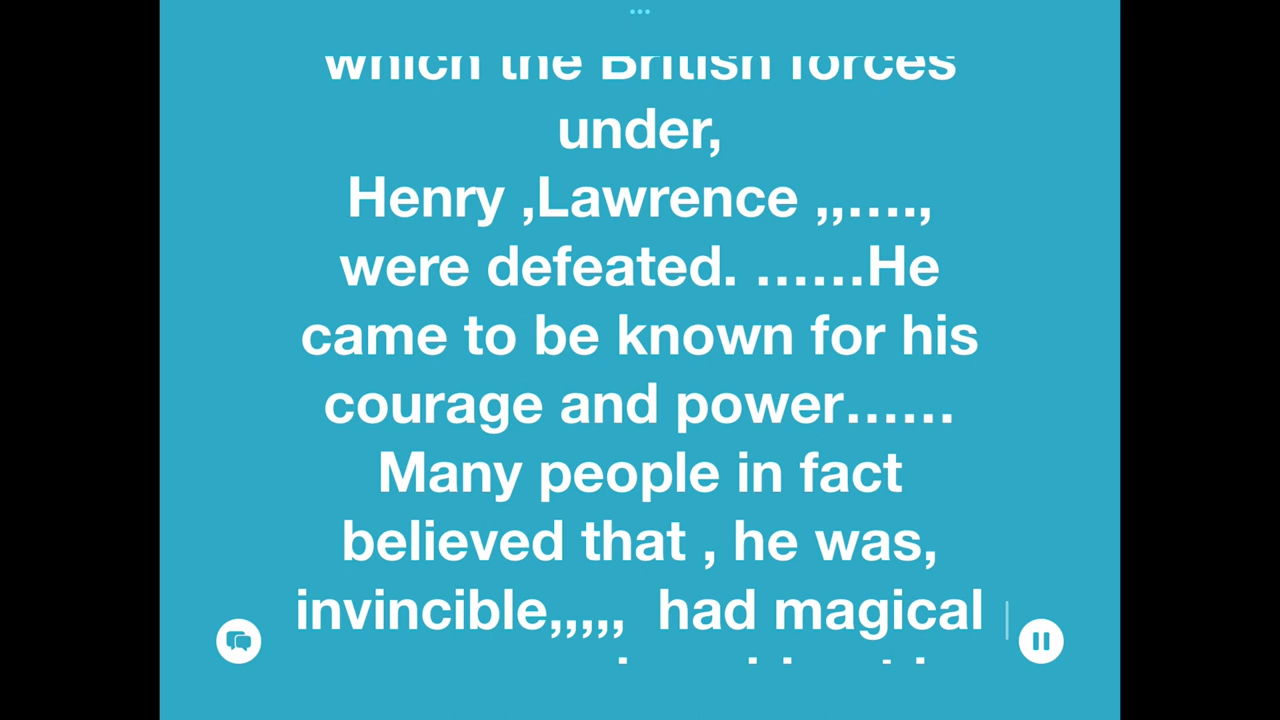 which the British forces
under,
Henry ,Lawrence ,,....,
were defeated. ......He
came to be known for his
courage and power......
Many people in fact
believed that , he was,
invincible,,,,,  had magical